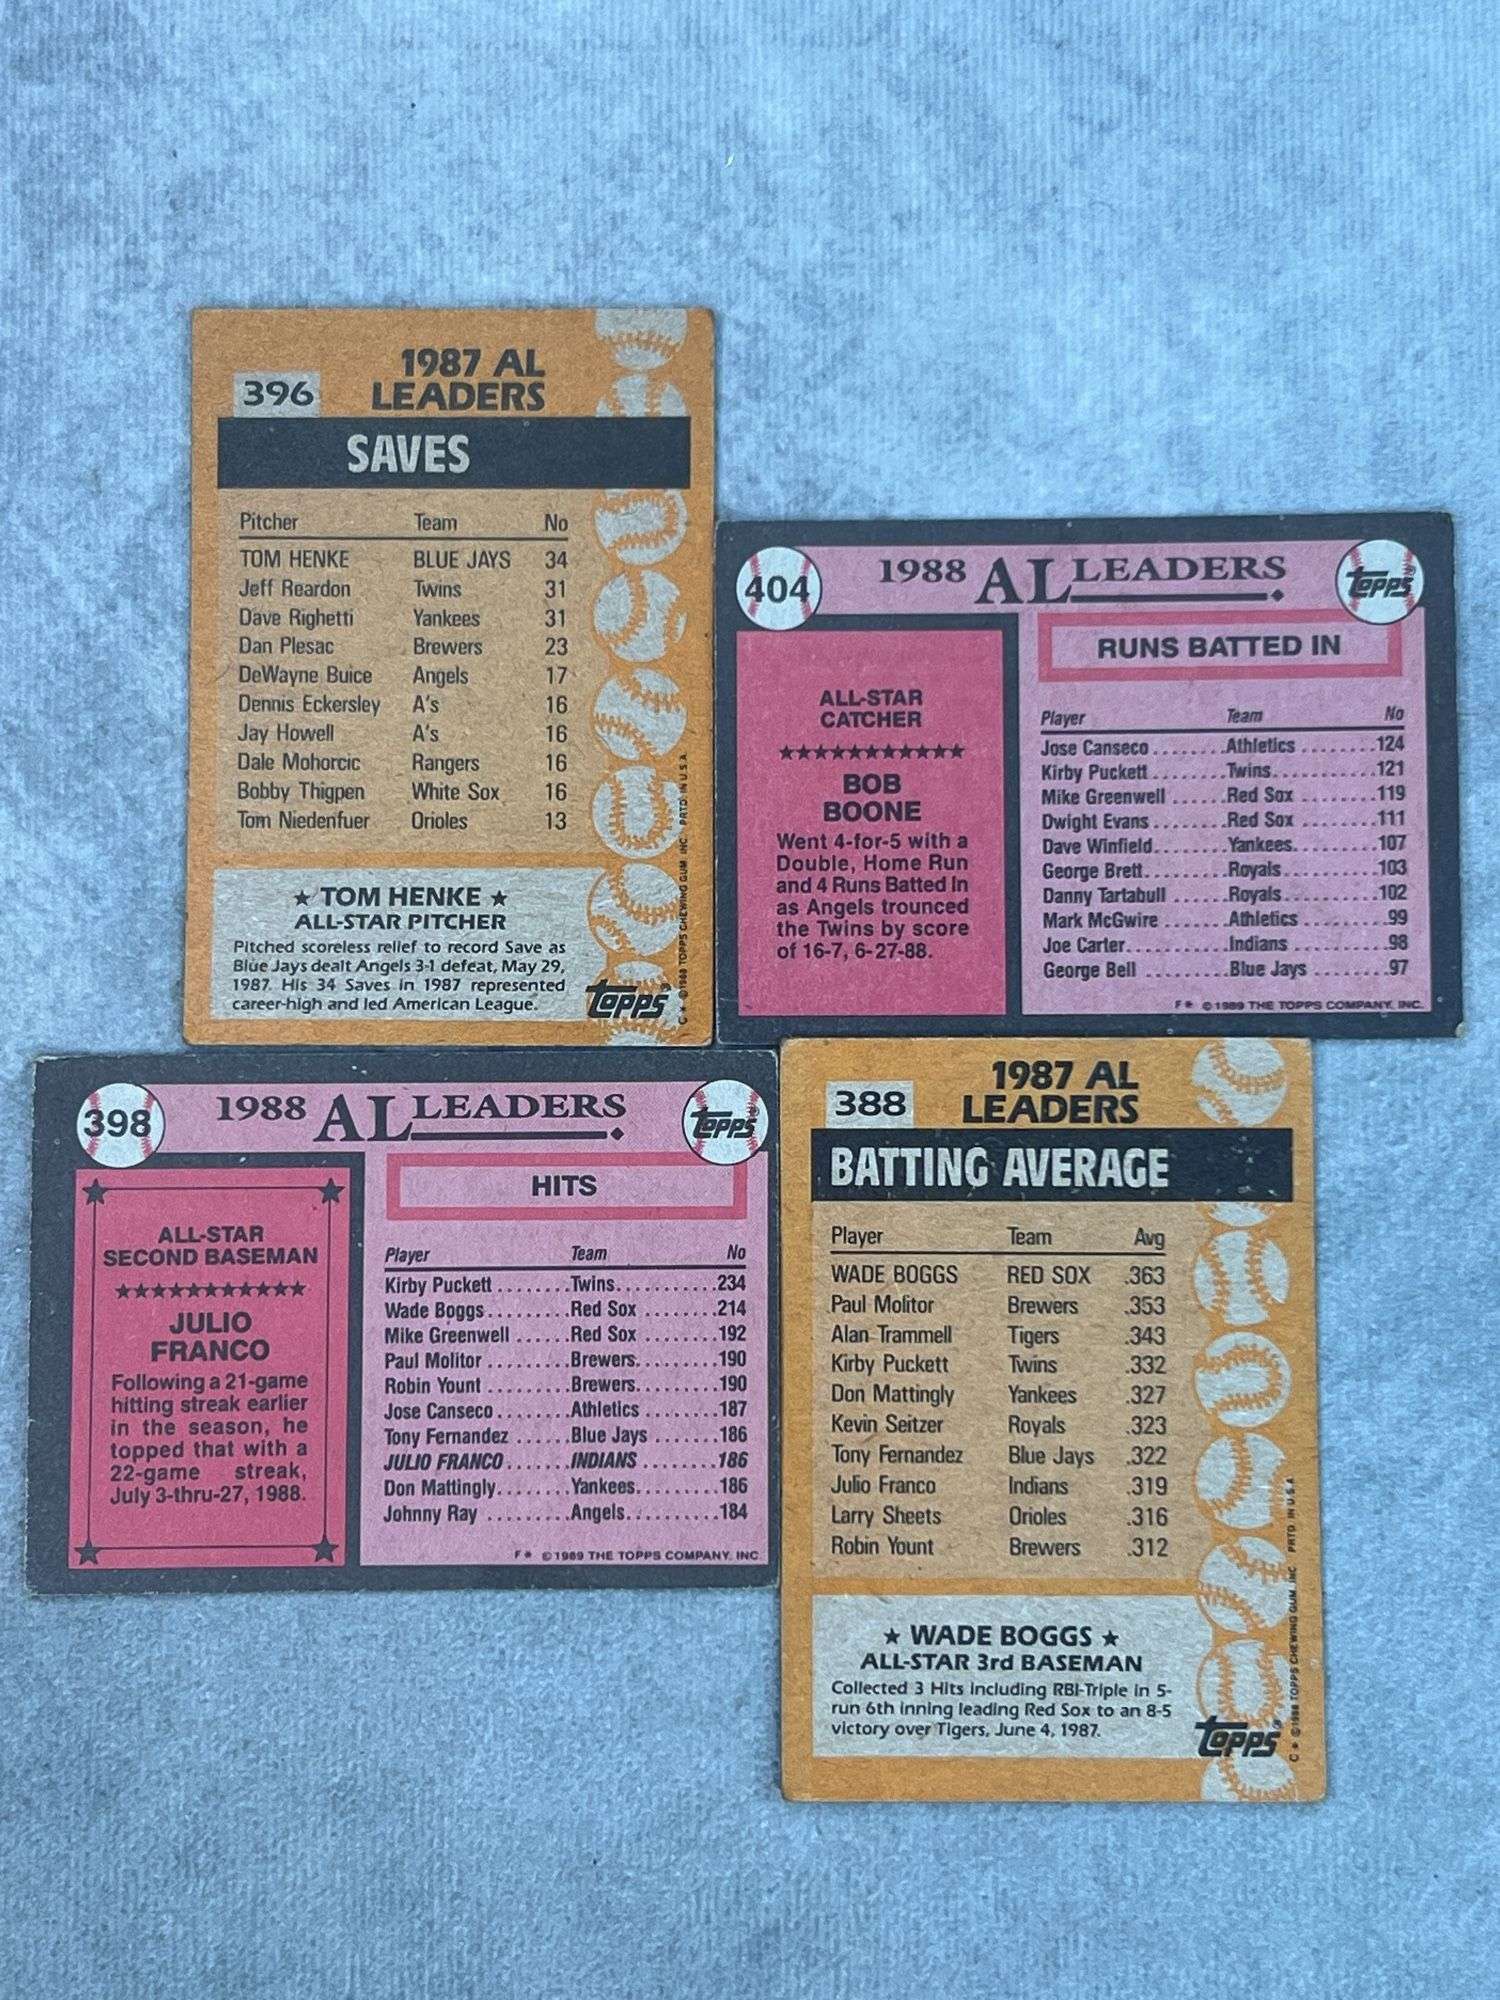 1987 AL
396 LEADERS
SAVES
Pitcher Team No
TOM HENKE BLUE JAYS 34
Jeff Reardon Twins 31
Dave Righetti Yankees 31
Dan Plesac Brewers 23
DeWayne Buice Angels 17
Dennis Eckersley A's 16
Jay Howell A's 16
Dale Mohorcic Rangers 16
Bobby Thigpen White Sox 16
Tom Niedenfuer Orioles 13
★ TOM HENKE ★
ALL-STAR PITCHER
Pitched scoreless relief to record Save as
Blue Jays dealt Angels 3-1 defeat, May 29,
1987. His 34 Saves in 1987 represented
career-high and led American League.
Topps®
C* ©1988 TOPPS CHEWING GUM, INC. PRTD. IN U.S.A.
404 1988 AL LEADERS Topps®
ALL-STAR
CATCHER
★★★★★★★★★★★
BOB
BOONE
Went 4-for-5 with a
Double, Home Run
and 4 Runs Batted In
as Angels trounced
the Twins by score
of 16-7, 6-27-88.
RUNS BATTED IN
Player Team No
Jose Canseco........Athletics........124
Kirby Puckett........Twins...........121
Mike Greenwell......Red Sox.........119
Dwight Evans........Red Sox.........111
Dave Winfield........Yankees.........107
George Brett.........Royals..........103
Danny Tartabull.....Royals..........102
Mark McGwire.......Athletics........99
Joe Carter...........Indians.........98
George Bell.........Blue Jays.......97
F* ©1989 THE TOPPS COMPANY, INC.
398 1988 AL LEADERS Topps®
ALL-STAR
SECOND BASEMAN
★★★★★★★★★★★
JULIO
FRANCO
Following a 21-game
hitting streak earlier
in the season, he
topped that with a
22-game streak,
July 3-thru-27, 1988.
HITS
Player Team No
Kirby Puckett........Twins...........234
Wade Boggs.........Red Sox.........214
Mike Greenwell......Red Sox.........192
Paul Molitor.........Brewers.........190
Robin Yount.........Brewers.........190
Jose Canseco........Athletics........187
Tony Fernandez......Blue Jays.......186
JULIO FRANCO.......INDIANS........186
Don Mattingly........Yankees.........186
Johnny Ray.........Angels..........184
F* ©1989 THE TOPPS COMPANY, INC.
1987 AL
388 LEADERS
BATTING AVERAGE
Player Team Avg
WADE BOGGS RED SOX .363
Paul Molitor Brewers .353
Alan Trammell Tigers .343
Kirby Puckett Twins .332
Don Mattingly Yankees .327
Kevin Seitzer Royals .323
Tony Fernandez Blue Jays .322
Julio Franco Indians .319
Larry Sheets Orioles .316
Robin Yount Brewers .312
★ WADE BOGGS ★
ALL-STAR 3rd BASEMAN
Collected 3 Hits including RBI-Triple in 5-
run 6th inning leading Red Sox to an 8-5
victory over Tigers, June 4, 1987.
Topps®
C* ©1988 TOPPS CHEWING GUM, INC. PRTD. IN U.S.A.